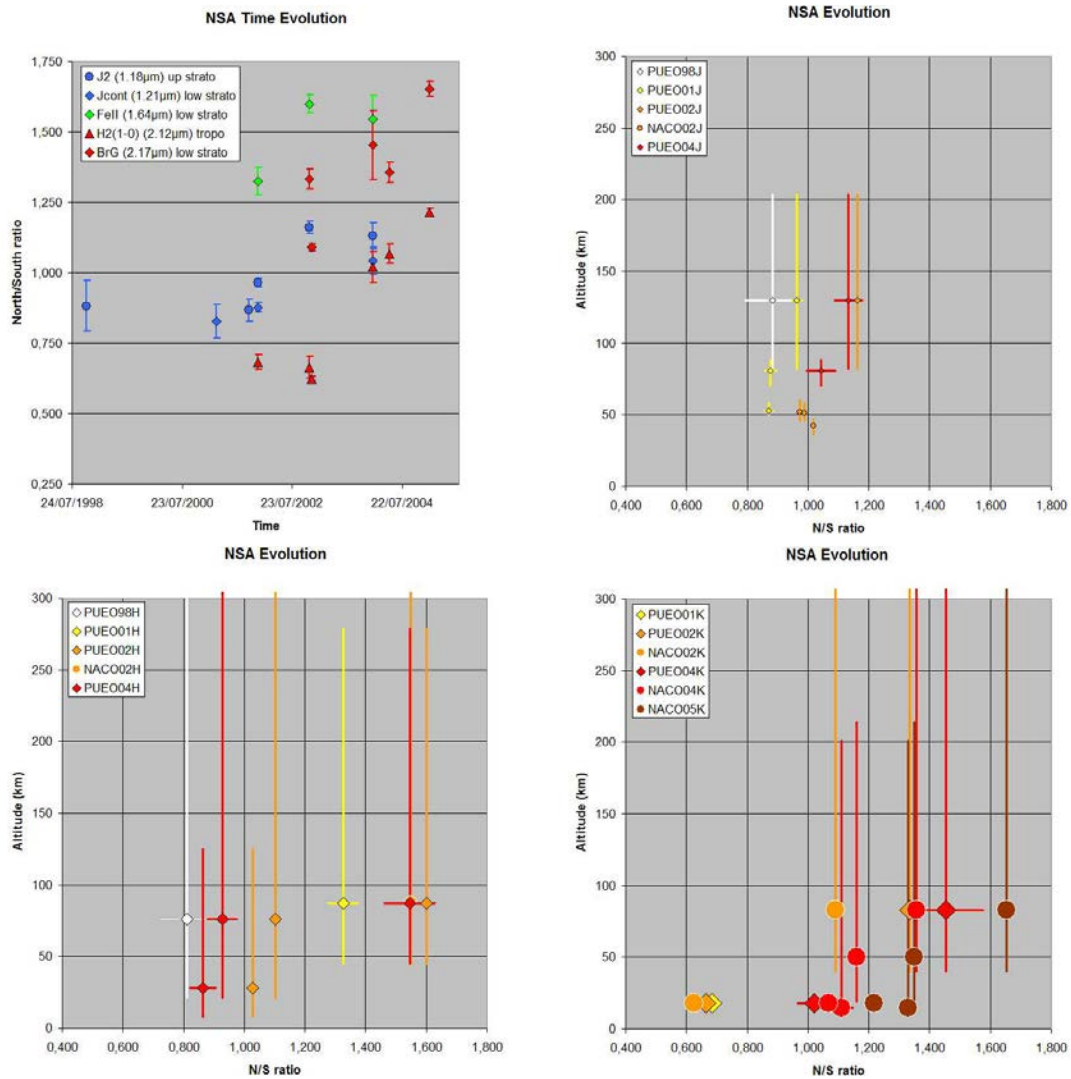 NSA Time Evolution
1,750
1,500
1,250
1,000
0,750
0,500
0,250
North/South ratio
J2 (1.18µm) up strato
Jcont (1.21µm) low strato
FeII (1.64µm) low strato
H2(1-0) (2.12µm) tropo
BrG (2.17µm) low strato
24/07/1998
23/07/2000
23/07/2002
22/07/2004
Time
NSA Evolution
300
250
200
150
100
50
0
Altitude (km)
PUEO98J
PUEO01J
PUEO02J
NACO02J
PUEO04J
0,400
0,600
0,800
1,000
1,200
1,400
1,600
1,800
N/S ratio
NSA Evolution
300
250
200
150
100
50
0
Altitude (km)
PUEO98H
PUEO01H
PUEO02H
NACO02H
PUEO04H
0,400
0,600
0,800
1,000
1,200
1,400
1,600
1,800
N/S ratio
NSA Evolution
300
250
200
150
100
50
0
Altitude (km)
PUEO01K
PUEO02K
NACO02K
PUEO04K
NACO04K
NACO05K
0,400
0,600
0,800
1,000
1,200
1,400
1,600
1,800
N/S ratio